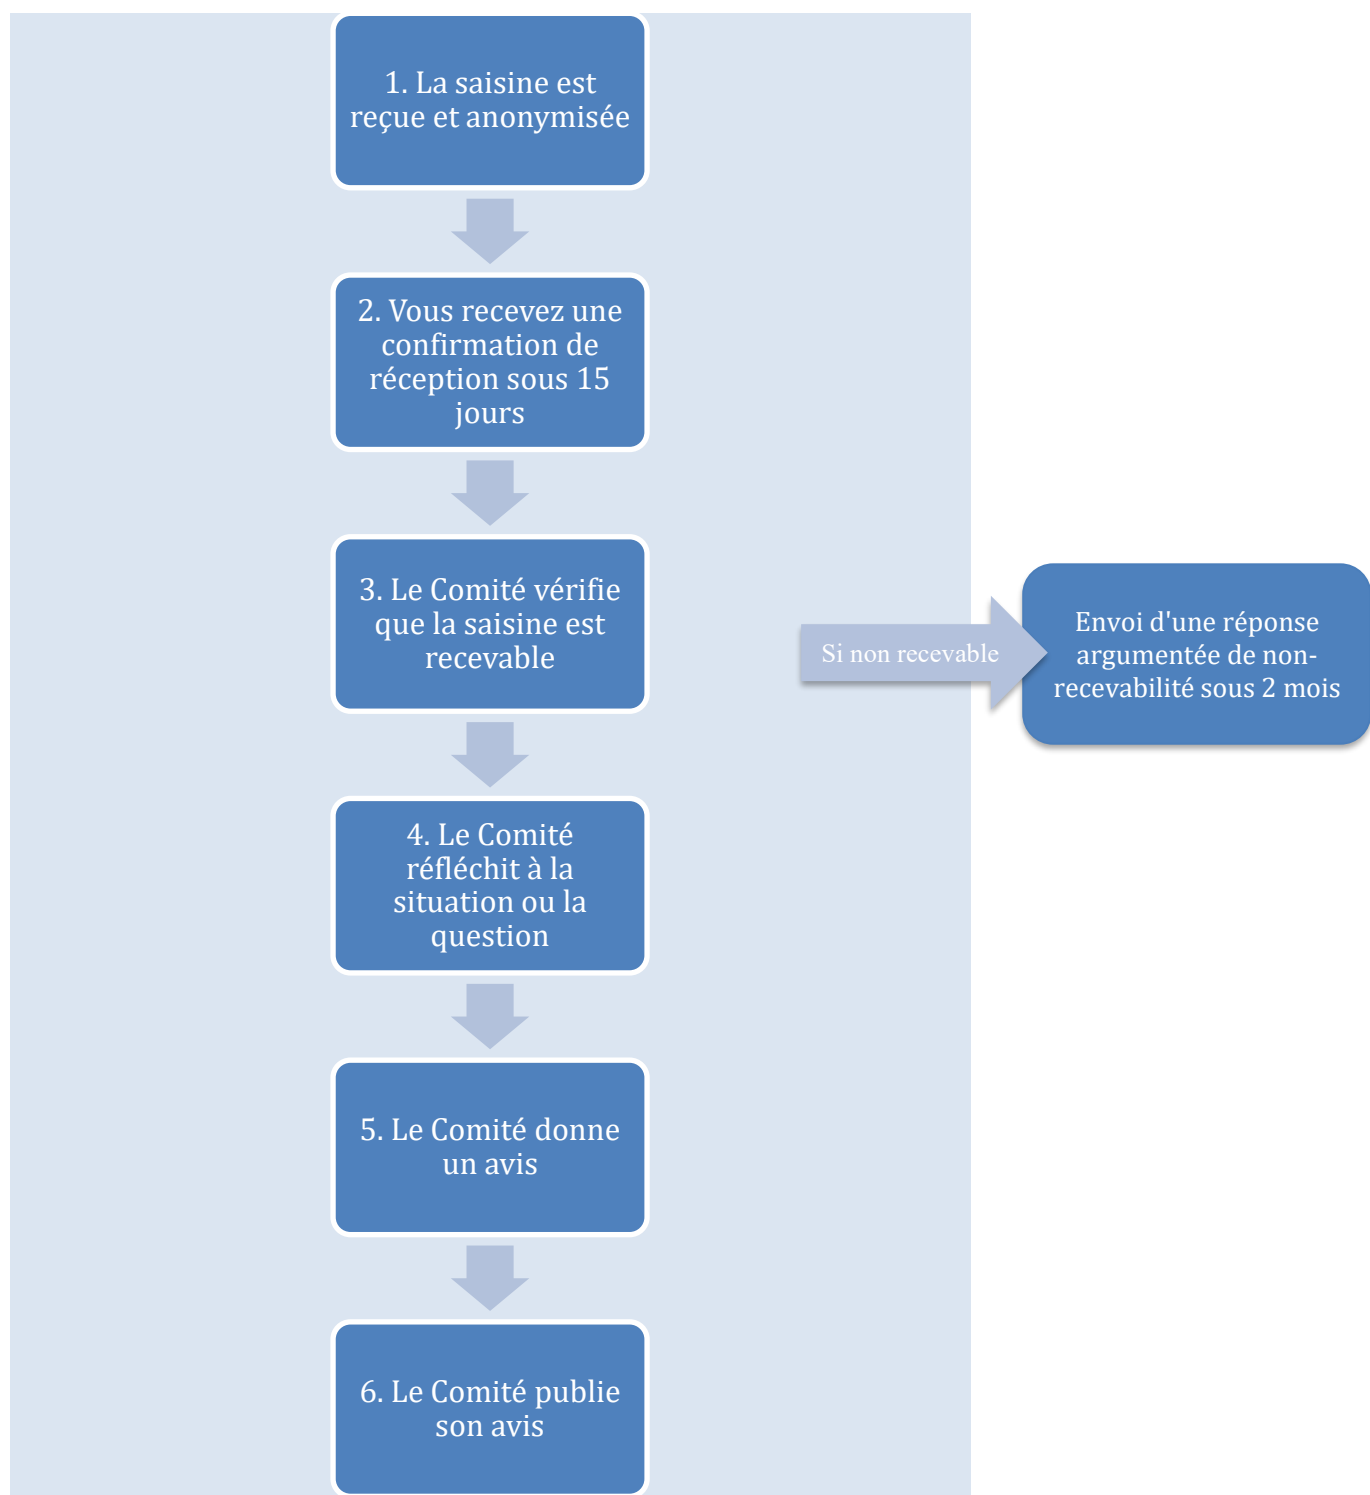 1. La saisine est
reçue et anonymisée
2. Vous recevez une
confirmation de
réception sous 15
jours
3. Le Comité vérifie
que la saisine est
recevable
Si non recevable
Envoi d'une réponse
argumentée de non-
recevabilité sous 2 mois
4. Le Comité
réfléchit à la
situation ou la
question
5. Le Comité donne
un avis
6. Le Comité publie
son avis